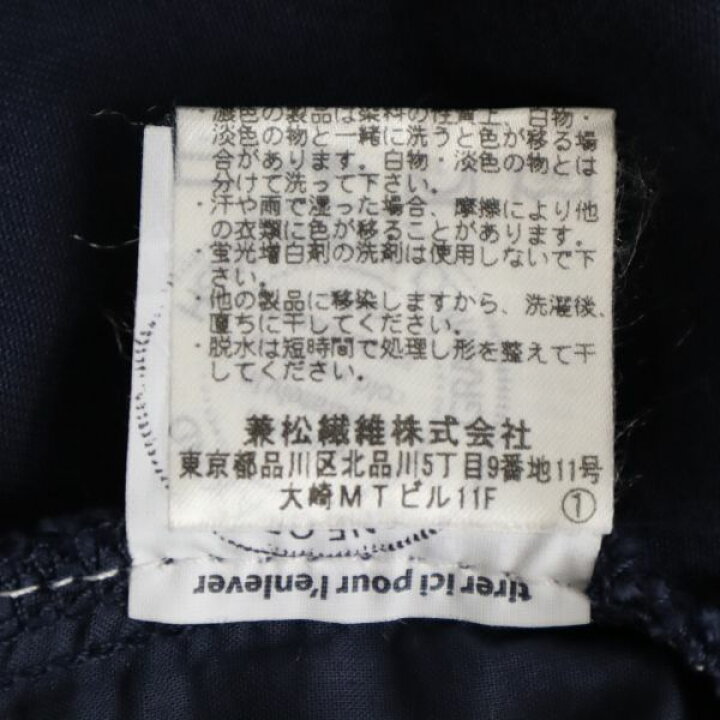 ・濃色の製品は染料の性質上、白物・
淡色の物と一緒に洗うと色が移る場
合があります。白物・淡色の物とは
分けて洗って下さい。
・汗や雨で湿った場合、摩擦により他
の衣類に色が移ることがあります。
・蛍光増白剤の洗剤は使用しないで下
さい。
・他の製品に移染しますから、洗濯後、
直ちに干してください。
・脱水は短時間で処理し形を整えて干
してください。
兼松繊維株式会社
東京都品川区北品川5丁目9番地11号
大崎MTビル11F
①
tirer ici pour l'enlever